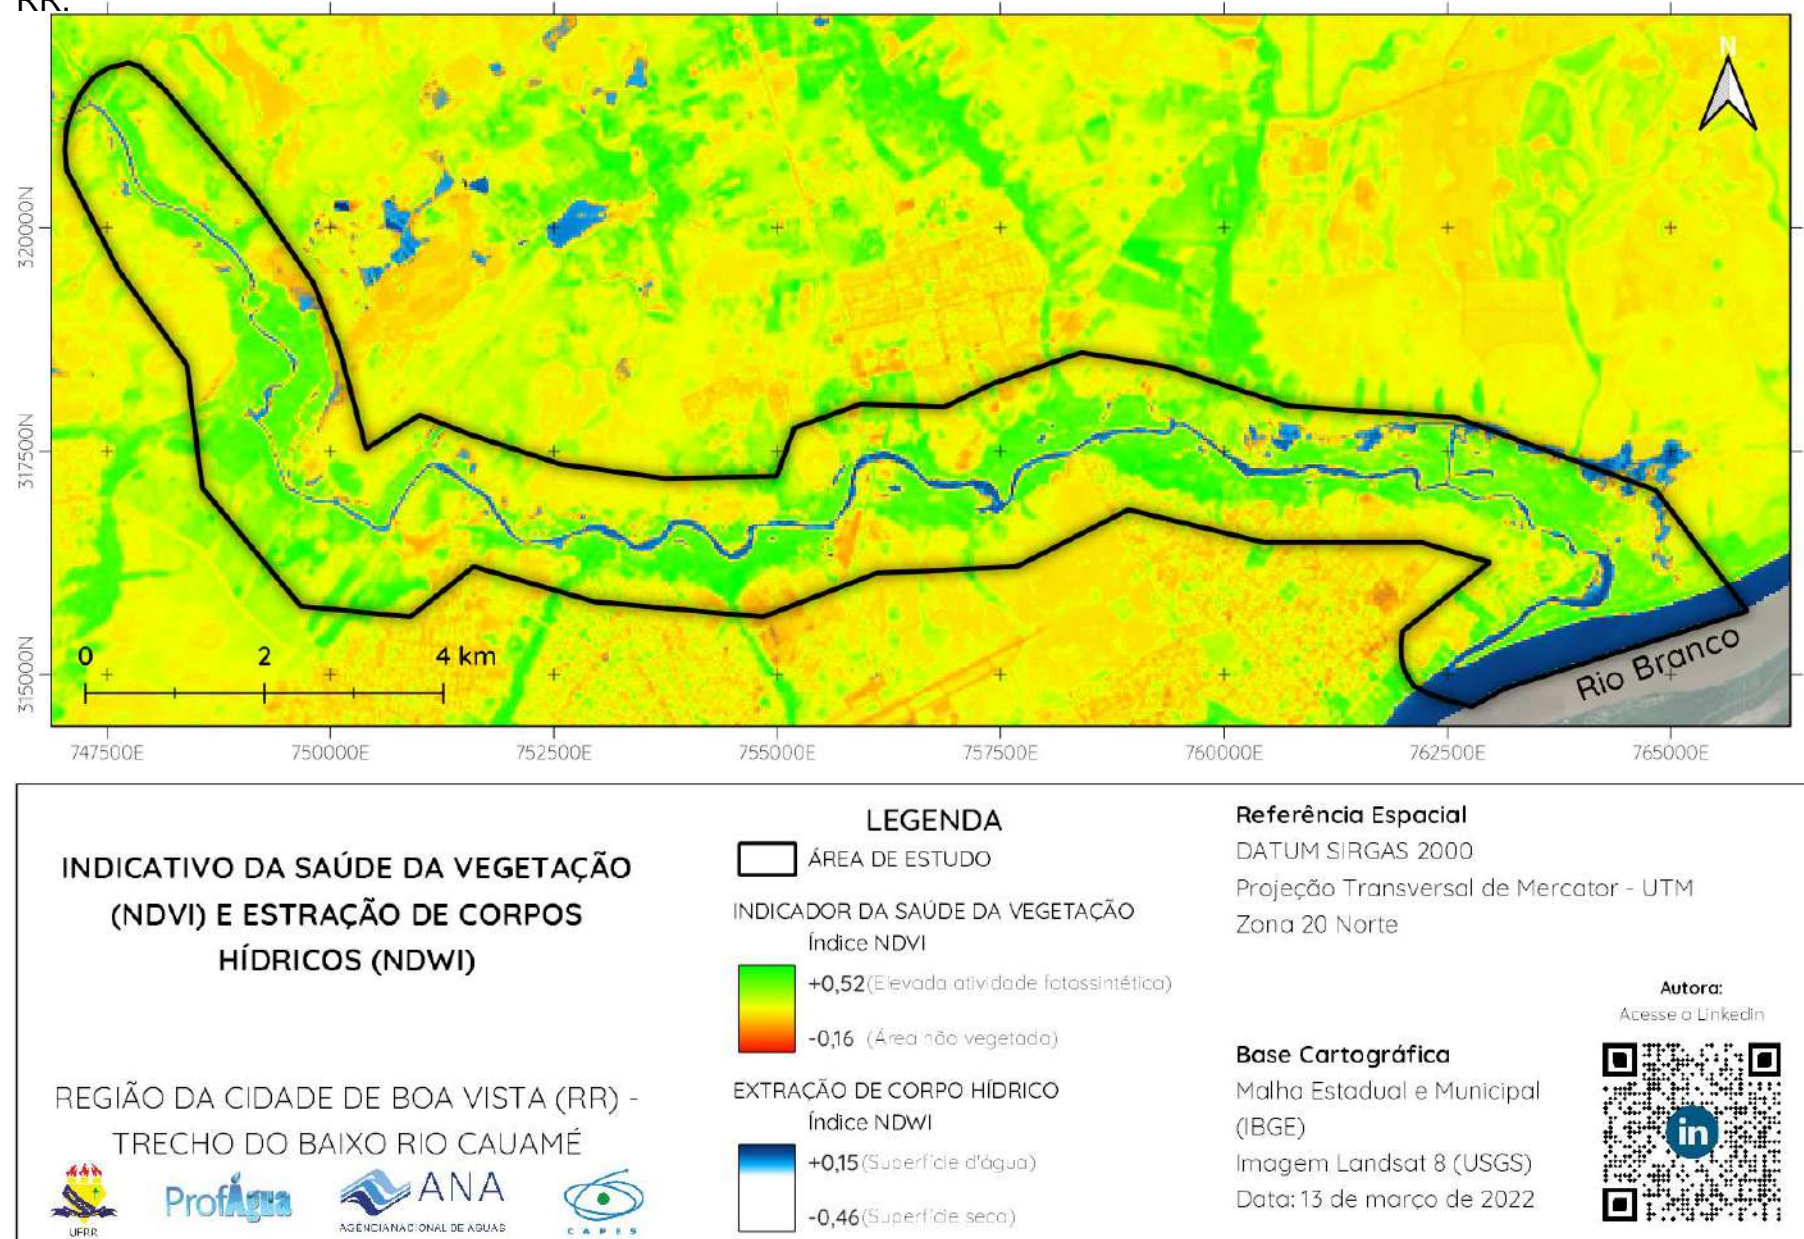 RR.
N
320000N
317500N
315000N
0 2 4 km
Rio Branco
747500E 750000E 752500E 755000E 757500E 760000E 762500E 765000E
INDICATIVO DA SAÚDE DA VEGETAÇÃO
(NDVI) E ESTRAÇÃO DE CORPOS
HÍDRICOS (NDWI)
REGIÃO DA CIDADE DE BOA VISTA (RR) -
TRECHO DO BAIXO RIO CAUAMÉ
UFRR
ProfÁgua
ANA
AGÊNCIA NACIONAL DE ÁGUAS
CAPES
LEGENDA
ÁREA DE ESTUDO
INDICADOR DA SAÚDE DA VEGETAÇÃO
Índice NDVI
+0,52 (Elevada atividade fotossintética)
-0,16 (Área não vegetada)
EXTRAÇÃO DE CORPO HÍDRICO
Índice NDWI
+0,15 (Superfície d'água)
-0,46 (Superfície seca)
Referência Espacial
DATUM SIRGAS 2000
Projeção Transversal de Mercator - UTM
Zona 20 Norte
Base Cartográfica
Malha Estadual e Municipal
(IBGE)
Imagem Landsat 8 (USGS)
Data: 13 de março de 2022
Autora:
Acesse o Linkedin
in